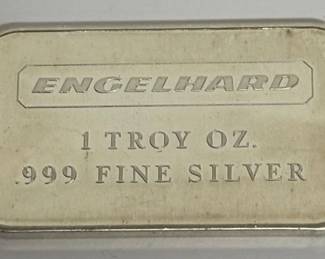 ENGELHARD
1 TROY OZ.
.999 FINE SILVER